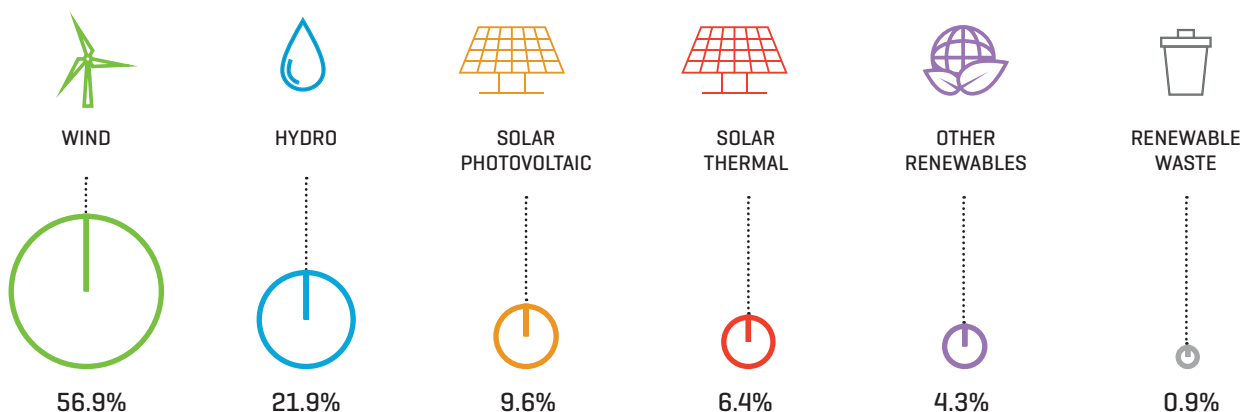 WIND
HYDRO
SOLAR
PHOTOVOLTAIC
SOLAR
THERMAL
OTHER
RENEWABLES
RENEWABLE
WASTE
56.9%
21.9%
9.6%
6.4%
4.3%
0.9%